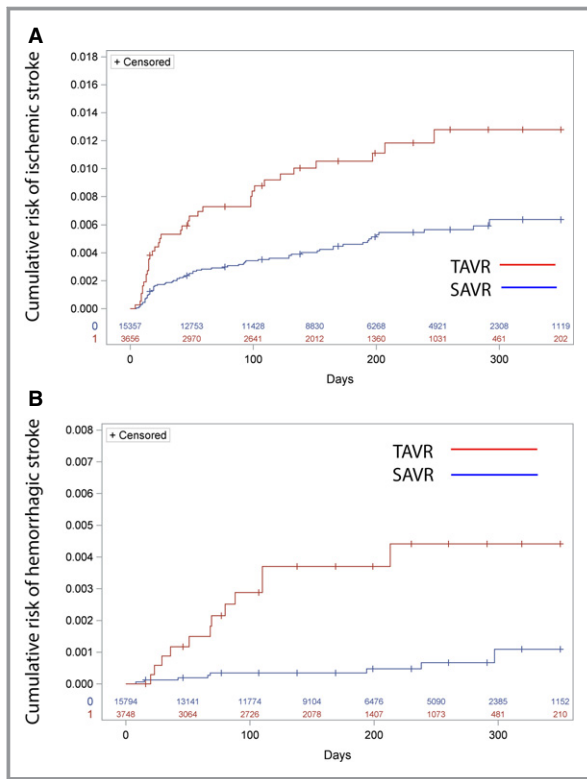 A
+ Censored
Cumulative risk of ischemic stroke
0.018
0.016
0.014
0.012
0.010
0.008
0.006
0.004
0.002
0.000
TAVR
SAVR
0 15357 12753 11428 8830 6268 4921 2308 1119
1 3656 2970 2641 2012 1360 1031 461 202
0 100 200 300
Days
B
+ Censored
Cumulative risk of hemorrhagic stroke
0.008
0.007
0.006
0.005
0.004
0.003
0.002
0.001
0.000
TAVR
SAVR
0 15794 13141 11774 9104 6476 5090 2385 1152
1 3748 3064 2726 2078 1407 1073 481 210
0 100 200 300
Days